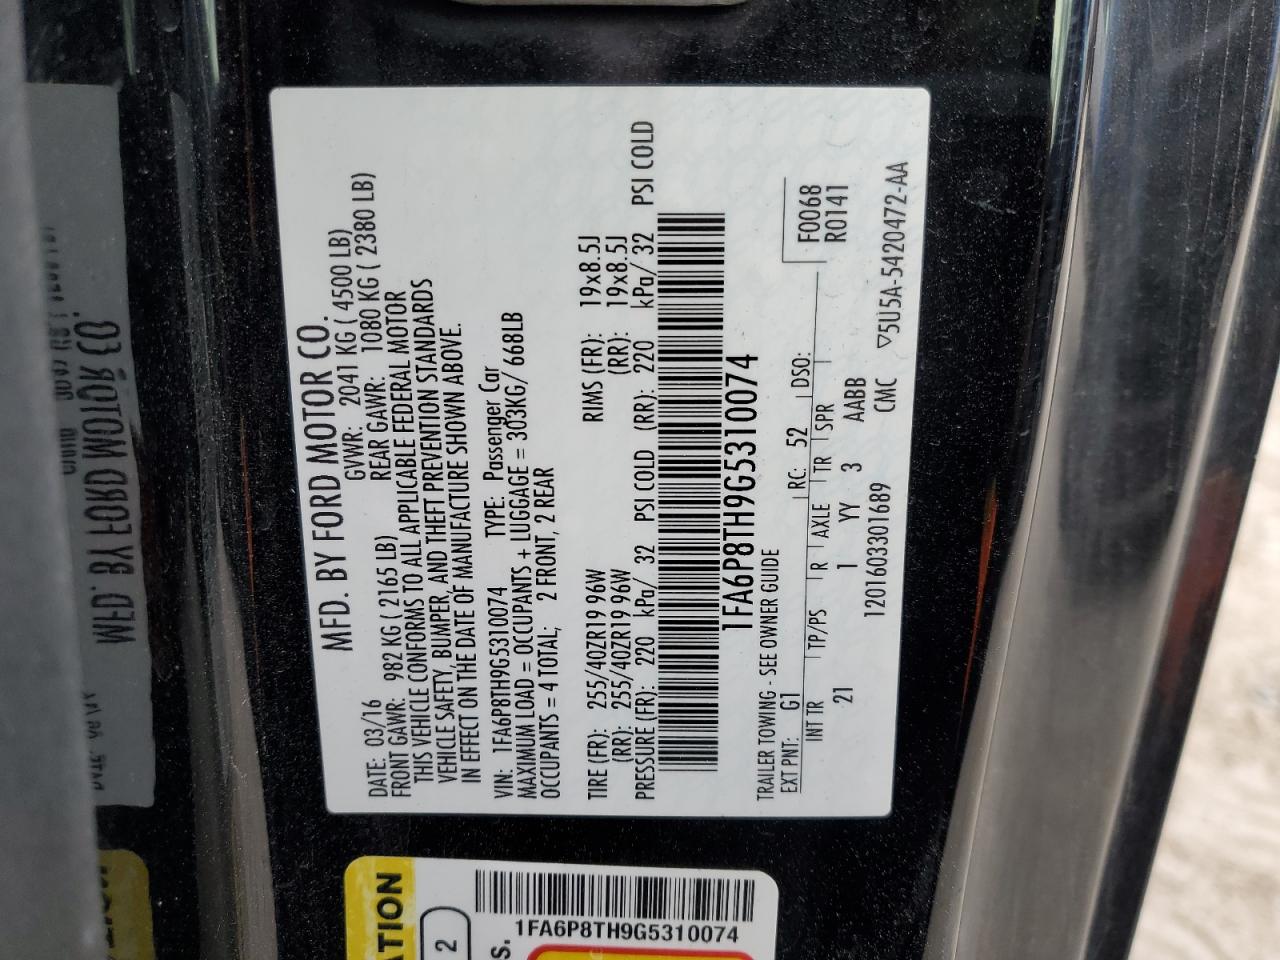 MFD. BY FORD MOTOR CO.
DATE: 03/16 GVWR: 2041 KG ( 4500 LB)
FRONT GAWR: 982 KG ( 2165 LB) REAR GAWR: 1080 KG ( 2380 LB)
THIS VEHICLE CONFORMS TO ALL APPLICABLE FEDERAL MOTOR
VEHICLE SAFETY, BUMPER, AND THEFT PREVENTION STANDARDS
IN EFFECT ON THE DATE OF MANUFACTURE SHOWN ABOVE.
VIN: 1FA6P8TH9G5310074 TYPE: Passenger Car
MAXIMUM LOAD = OCCUPANTS + LUGGAGE = 303KG/ 668LB
OCCUPANTS = 4 TOTAL; 2 FRONT, 2 REAR
TIRE (FR): 255/40ZR19 96W RIMS (FR): 19x8.5J
(RR): 255/40ZR19 96W (RR): 19x8.5J
PRESSURE (FR): 220 kPa/ 32 PSI COLD (RR): 220 kPa/ 32 PSI COLD
1FA6P8TH9G5310074
TRAILER TOWING - SEE OWNER GUIDE
F0068
EXT PNT: G1 RC: 52 DSO:
R0141
INT TR TP/PS R AXLE TR SPR
21 1 YY 3 AABB
1201603301689 CMC ▽5U5A-5420472-AA
ATION
2
1FA6P8TH9G5310074
s.
MFD. BY FORD MOTOR CO.